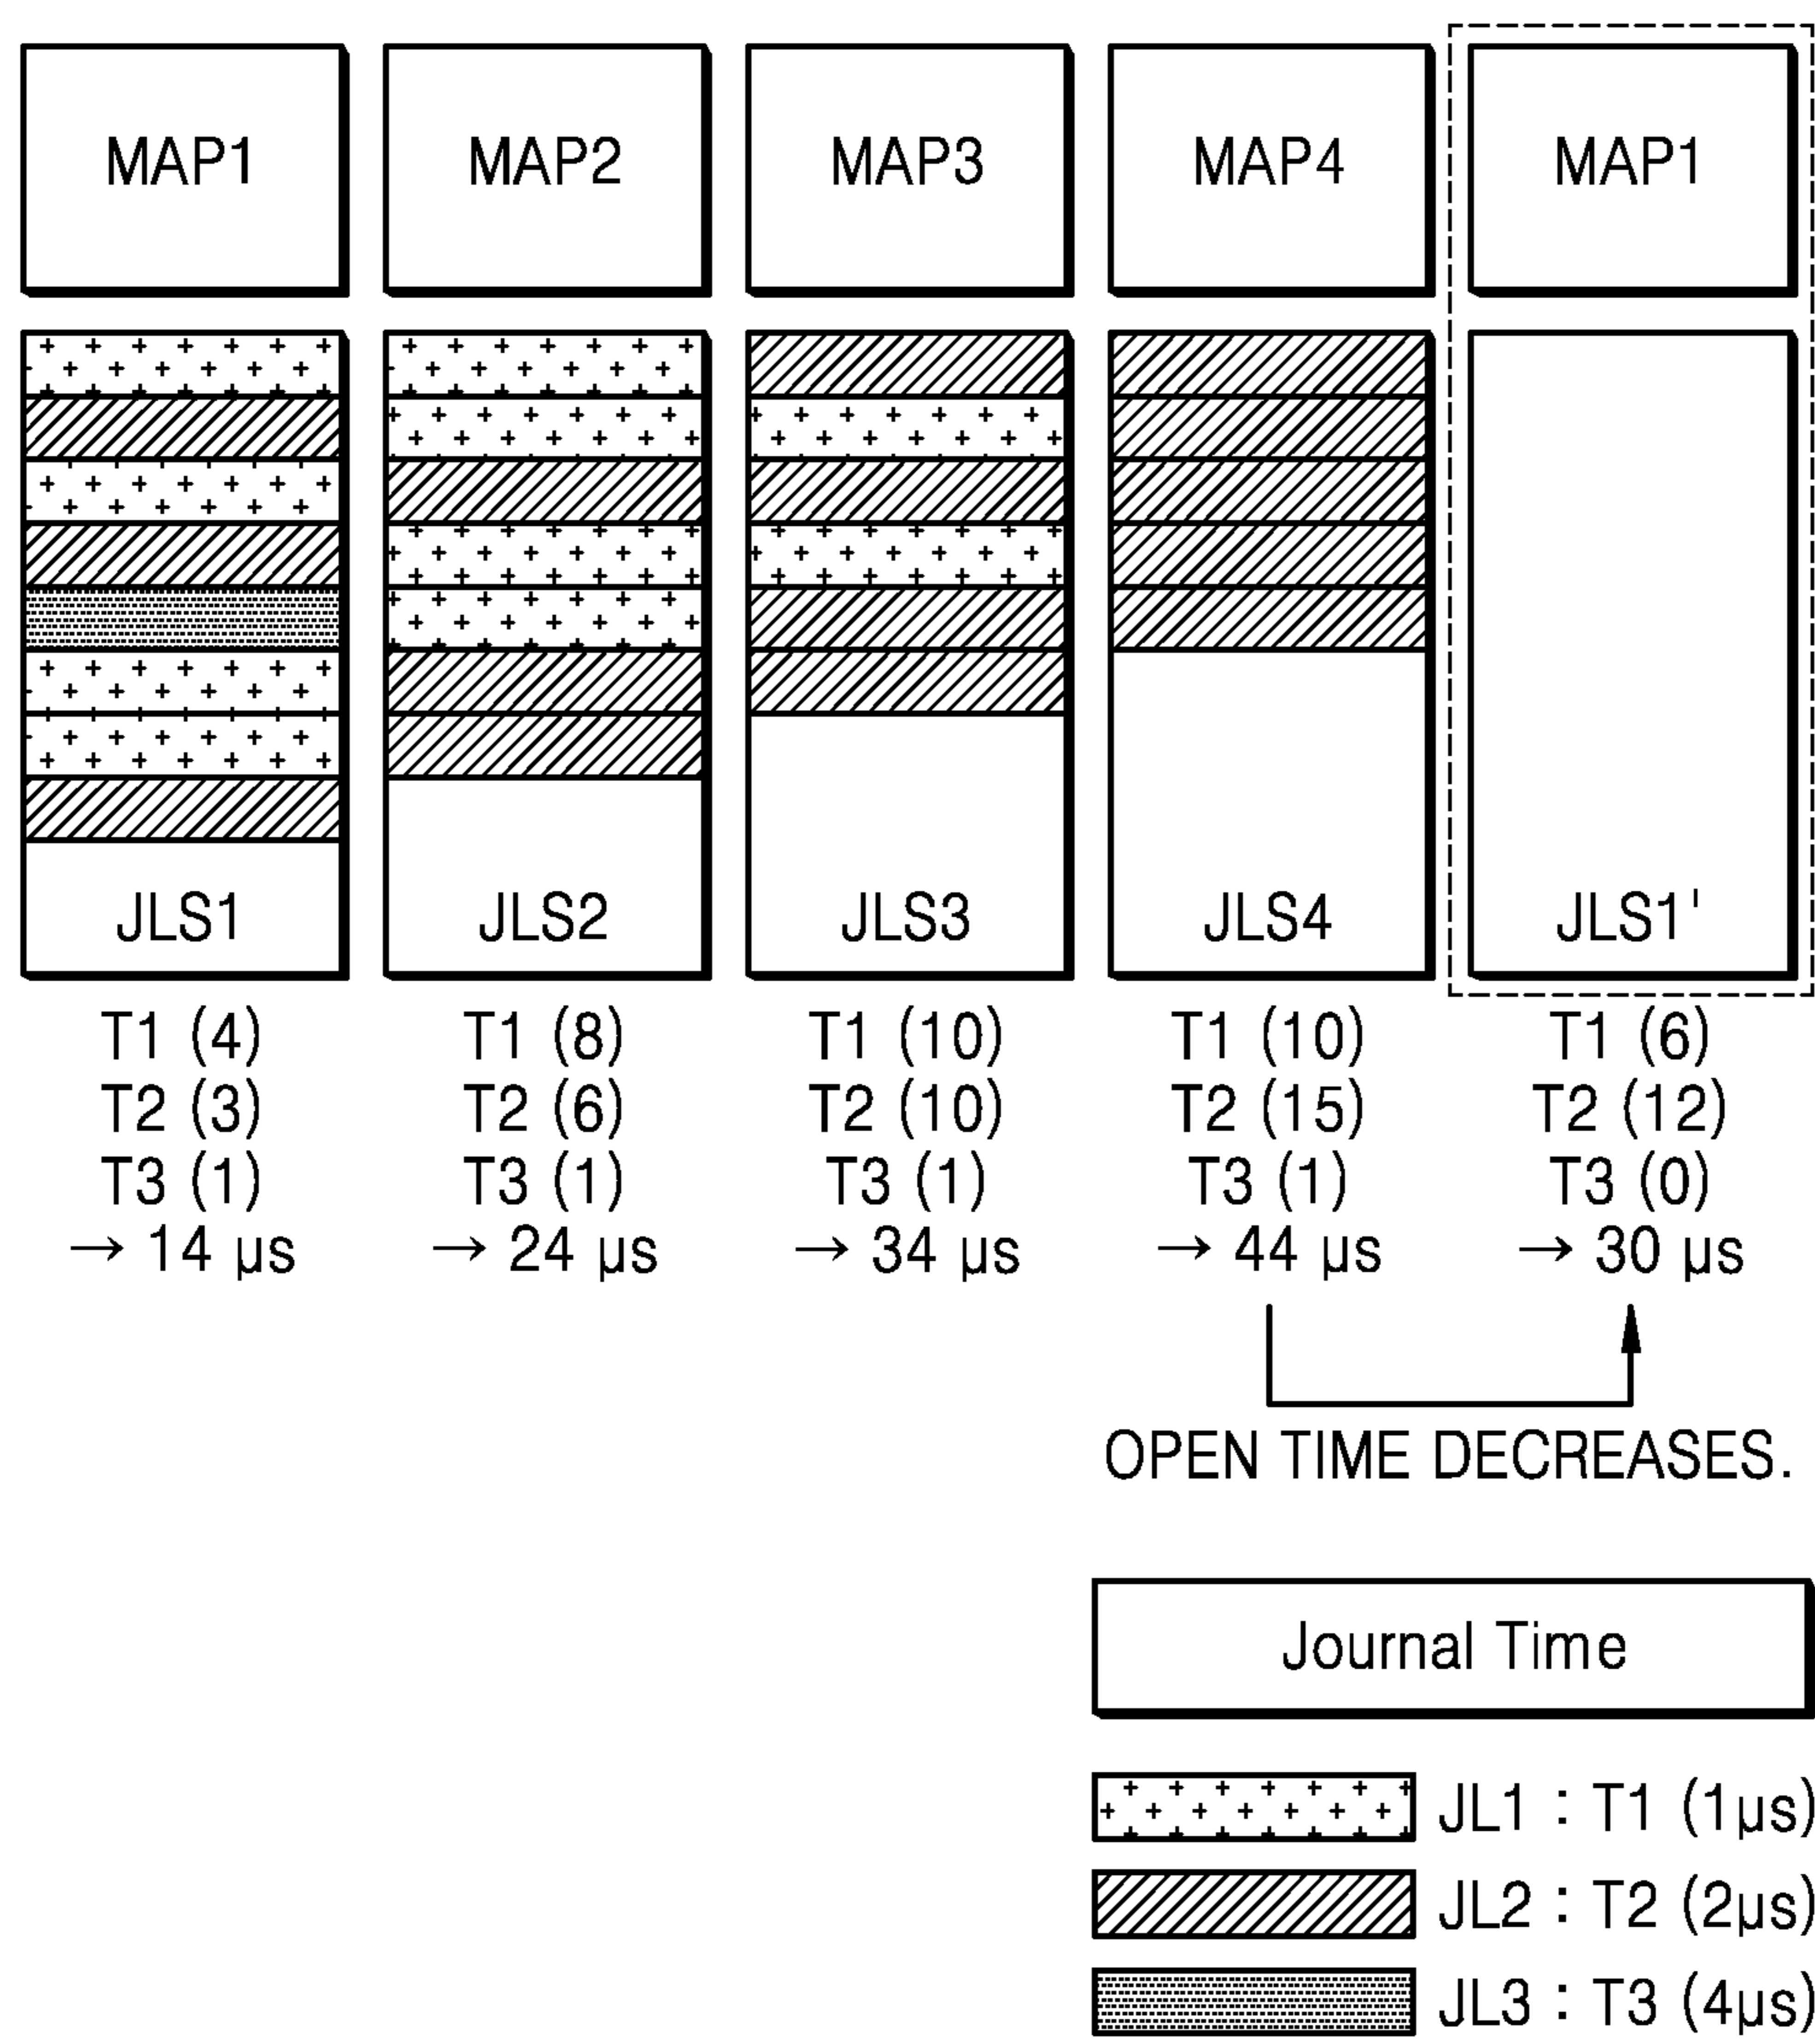 MAP1 MAP2 MAP3 MAP4 MAP1
JLS1 JLS2 JLS3 JLS4 JLS1'
T1 (4) T1 (8) T1 (10) T1 (10) T1 (6)
T2 (3) T2 (6) T2 (10) T2 (15) T2 (12)
T3 (1) T3 (1) T3 (1) T3 (1) T3 (0)
→ 14 μs → 24 μs → 34 μs → 44 μs → 30 μs
OPEN TIME DECREASES.
Journal Time
JL1 : T1 (1μs)
JL2 : T2 (2μs)
JL3 : T3 (4μs)